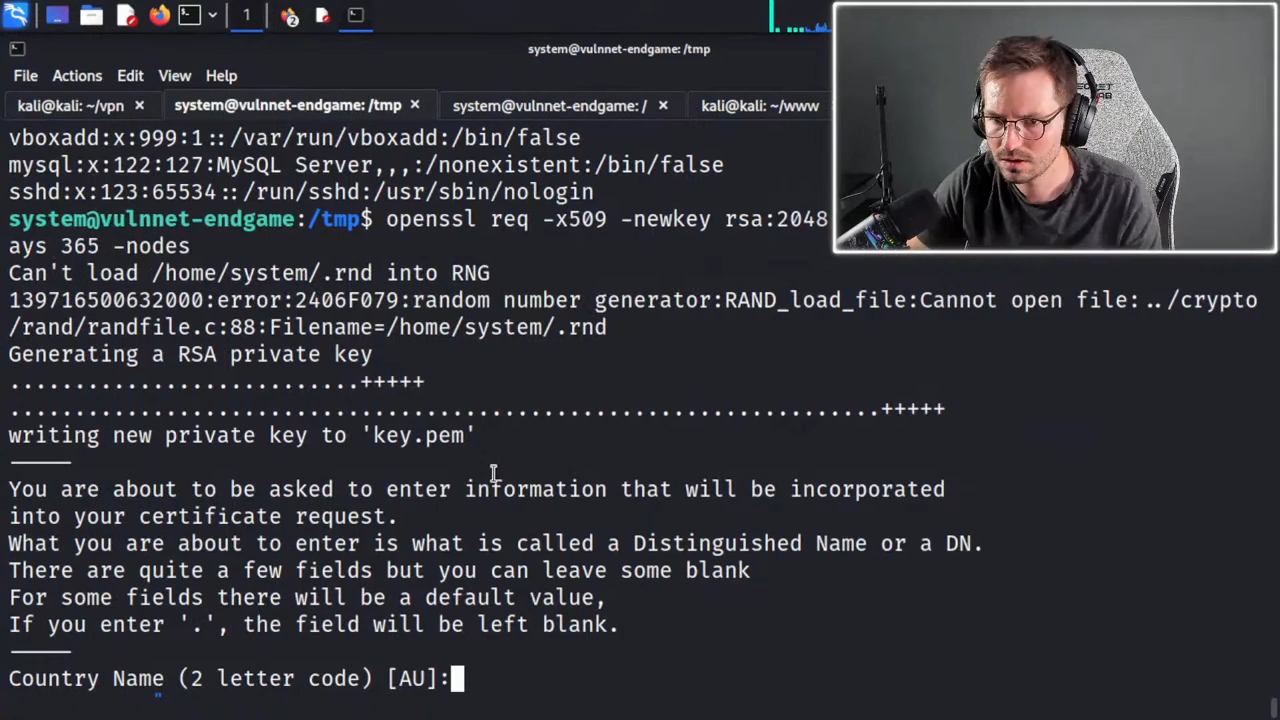 1
2
system@vulnnet-endgame: /tmp
File Actions Edit View Help
kali@kali: ~/vpn × system@vulnnet-endgame: /tmp × system@vulnnet-endgame: / × kali@kali: ~/www
vboxadd:x:999:1::/var/run/vboxadd:/bin/false
mysql:x:122:127:MySQL Server,,,:/nonexistent:/bin/false
sshd:x:123:65534::/run/sshd:/usr/sbin/nologin
system@vulnnet-endgame:/tmp$ openssl req -x509 -newkey rsa:2048
ays 365 -nodes
Can't load /home/system/.rnd into RNG
139716500632000:error:2406F079:random number generator:RAND_load_file:Cannot open file:../crypto
/rand/randfile.c:88:Filename=/home/system/.rnd
Generating a RSA private key
...........................+++++
...................................................................+++++
writing new private key to 'key.pem'
-----
You are about to be asked to enter information that will be incorporated
into your certificate request.
What you are about to enter is what is called a Distinguished Name or a DN.
There are quite a few fields but you can leave some blank
For some fields there will be a default value,
If you enter '.', the field will be left blank.
-----
Country Name (2 letter code) [AU]: